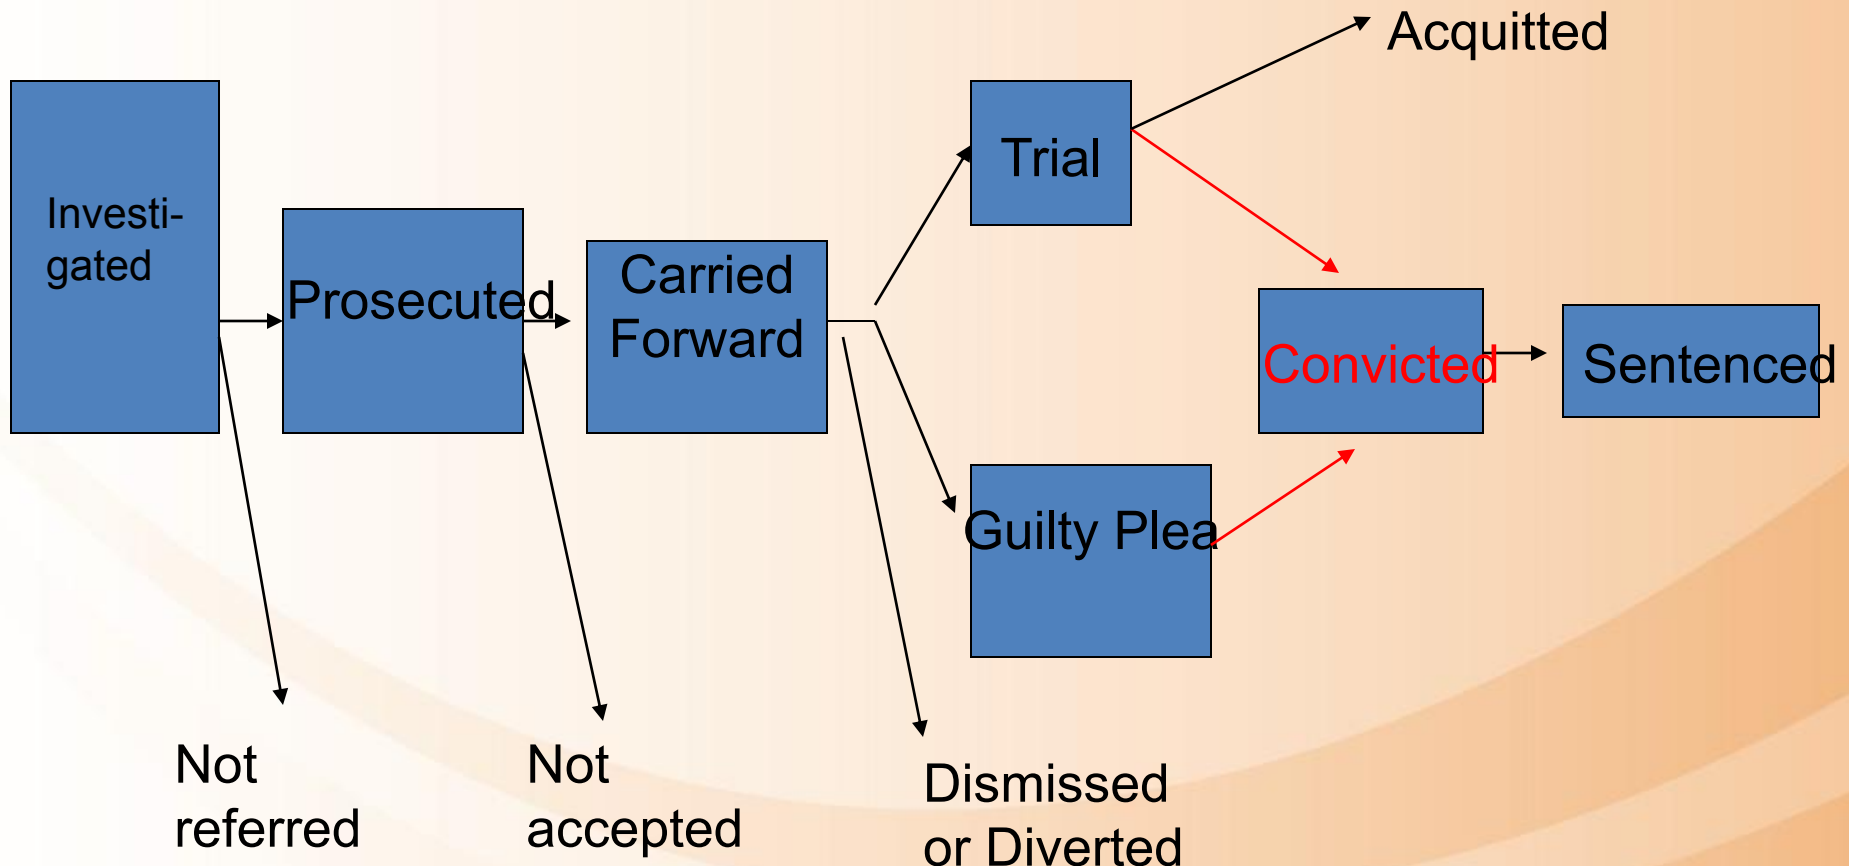 Acquitted
Trial
Investi-
gated
Prosecuted
Carried
Forward
Convicted
Sentenced
Guilty Plea
Not
referred
Not
accepted
Dismissed
or Diverted